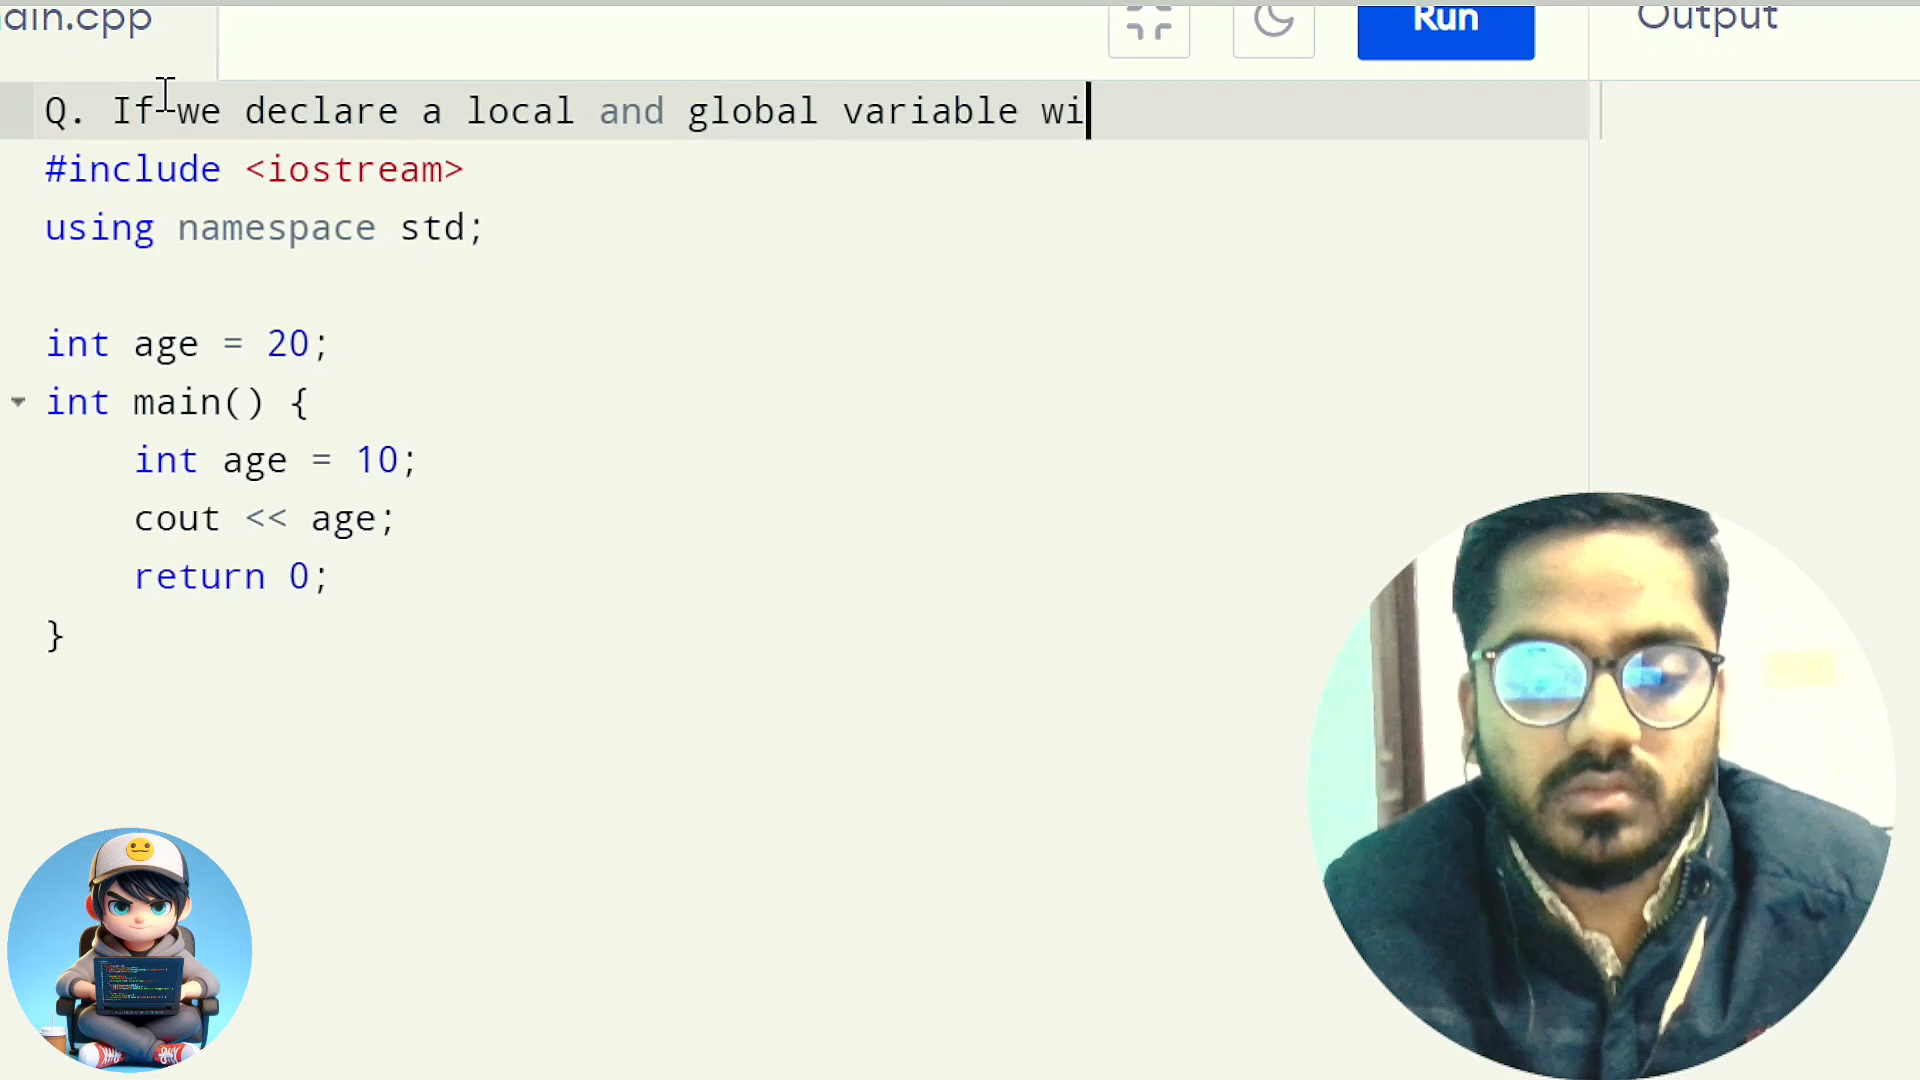 ain.cpp
Run
Output
Q. If we declare a local and global variable wi
#include <iostream>
using namespace std;
int age = 20;
int main() {
int age = 10;
cout << age;
return 0;
}